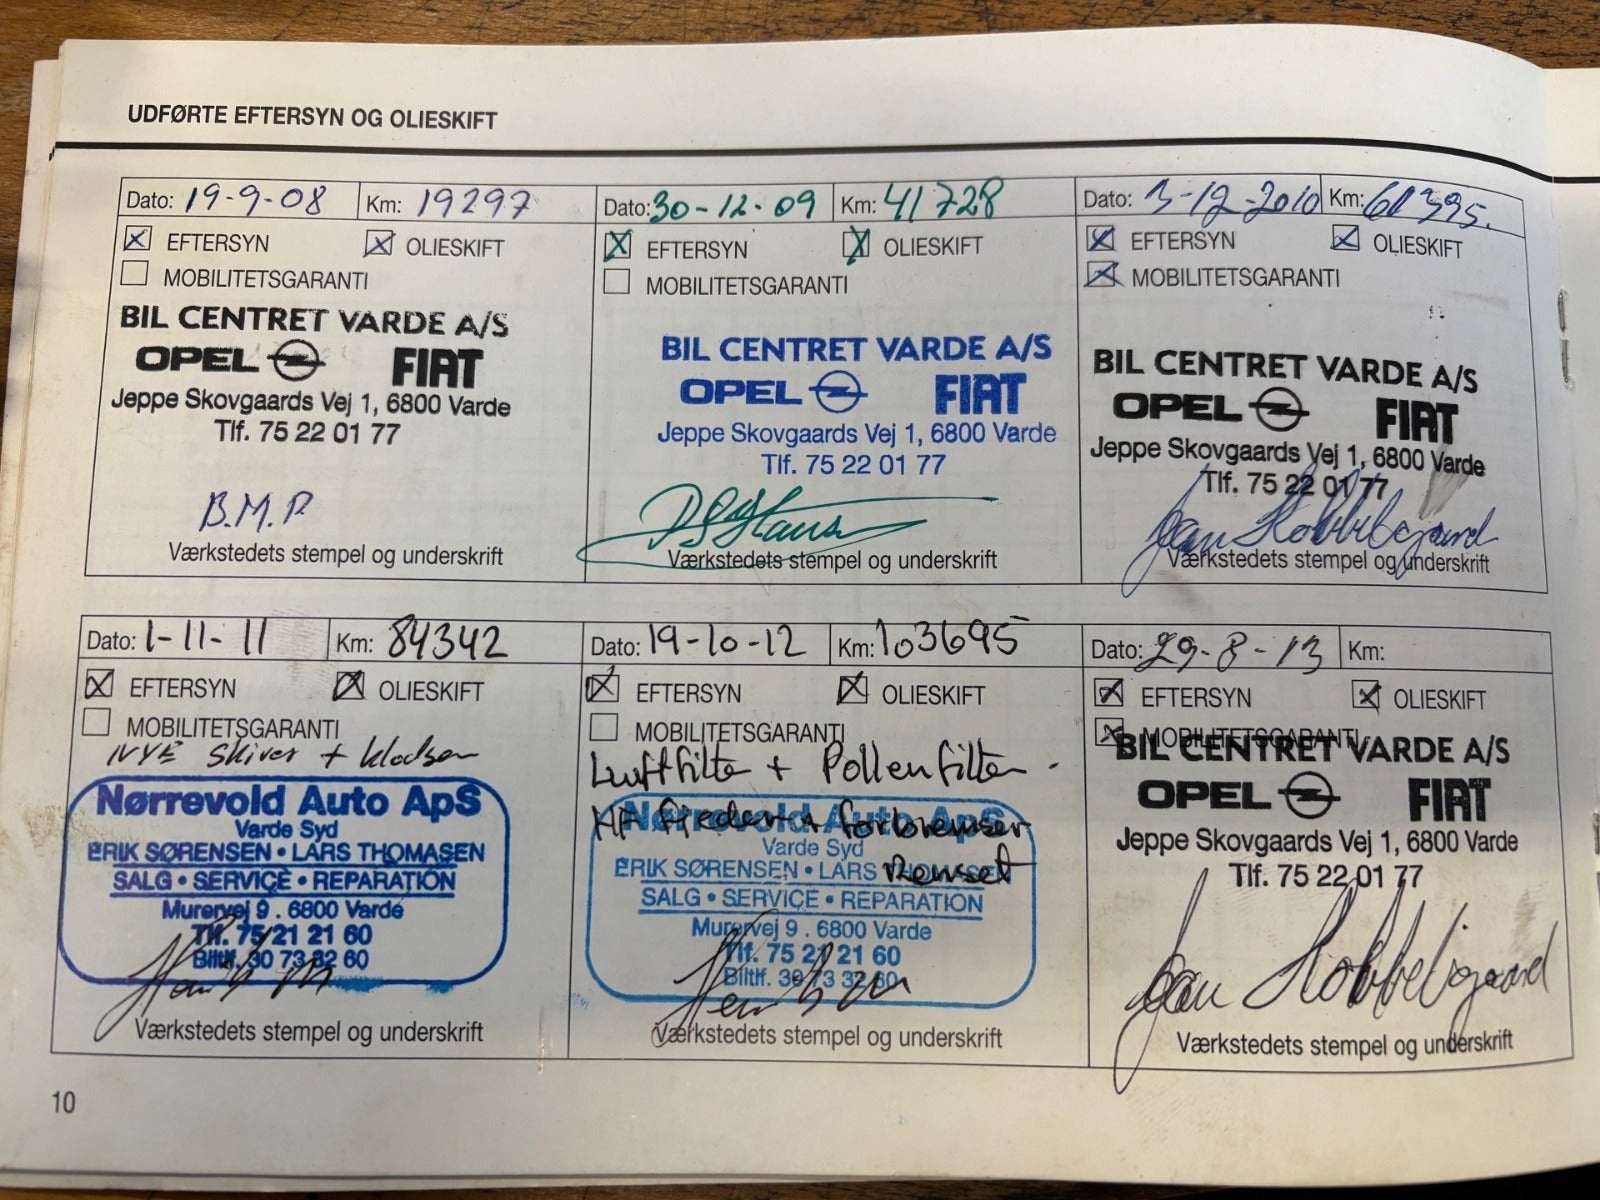 UDFØRTE EFTERSYN OG OLIESKIFT
Dato: 19-9-08 Km: 19297
EFTERSYN OLIESKIFT
MOBILITETSGARANTI
BIL CENTRET VARDE A/S
OPEL FIAT
Jeppe Skovgaards Vej 1, 6800 Varde
Tlf. 75 22 01 77
B.M.P.
Værkstedets stempel og underskrift
Dato: 30-12-09 Km: 41728
EFTERSYN OLIESKIFT
MOBILITETSGARANTI
BIL CENTRET VARDE A/S
OPEL FIAT
Jeppe Skovgaards Vej 1, 6800 Varde
Tlf. 75 22 01 77
Værkstedets stempel og underskrift
Dato: 3-12-2010 Km: 61395.
EFTERSYN OLIESKIFT
MOBILITETSGARANTI
BIL CENTRET VARDE A/S
OPEL FIAT
Jeppe Skovgaards Vej 1, 6800 Varde
Tlf. 75 22 01 77
Værkstedets stempel og underskrift
Dato: 1-11-11 Km: 84342
EFTERSYN OLIESKIFT
MOBILITETSGARANTI
NYE skiver + klodser
Nørrevold Auto ApS
Varde Syd
ERIK SØRENSEN • LARS THOMASEN
SALG • SERVICE • REPARATION
Murervej 9 . 6800 Varde
Tlf. 75 21 21 60
Biltlf. 30 73 32 60
Værkstedets stempel og underskrift
Dato: 19-10-12 Km: 103695
EFTERSYN OLIESKIFT
MOBILITETSGARANTI
Luftfilter + Pollenfilter -
Nørrevold Auto ApS
forbremser
Varde Syd
ERIK SØRENSEN • LARS THOMASEN
Renset
SALG • SERVICE • REPARATION
Murervej 9 . 6800 Varde
Tlf. 75 21 21 60
Biltlf. 30 73 32 60
Værkstedets stempel og underskrift
Dato: 29-8-13 Km:
EFTERSYN OLIESKIFT
MOBILITETSGARANTI
BIL CENTRET VARDE A/S
OPEL FIAT
Jeppe Skovgaards Vej 1, 6800 Varde
Tlf. 75 22 01 77
Værkstedets stempel og underskrift
10